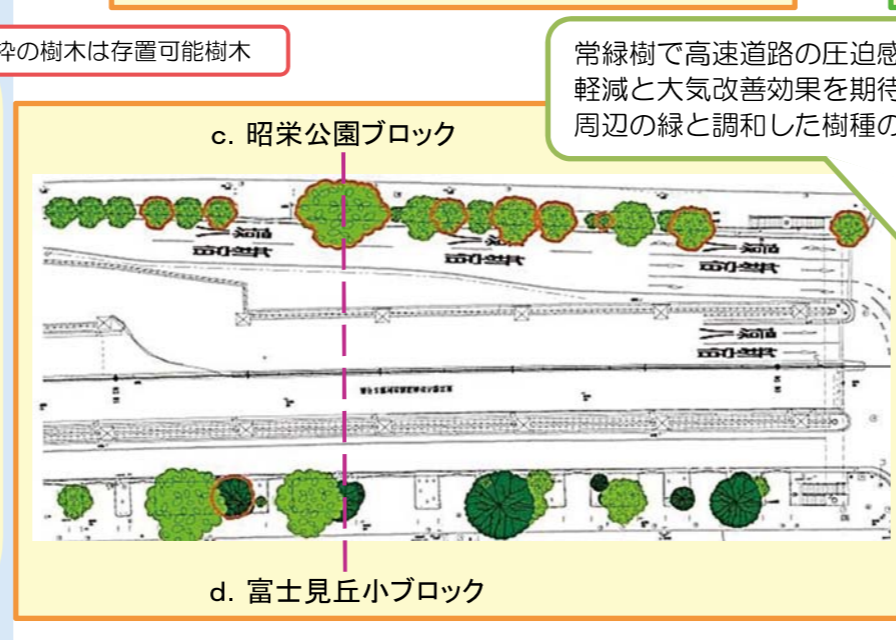 枠の樹木は存置可能樹木
常緑樹で高速道路の圧迫感
軽減と大気改善効果を期待
周辺の緑と調和した樹種の
c. 昭栄公園ブロック
d. 富士見丘小ブロック